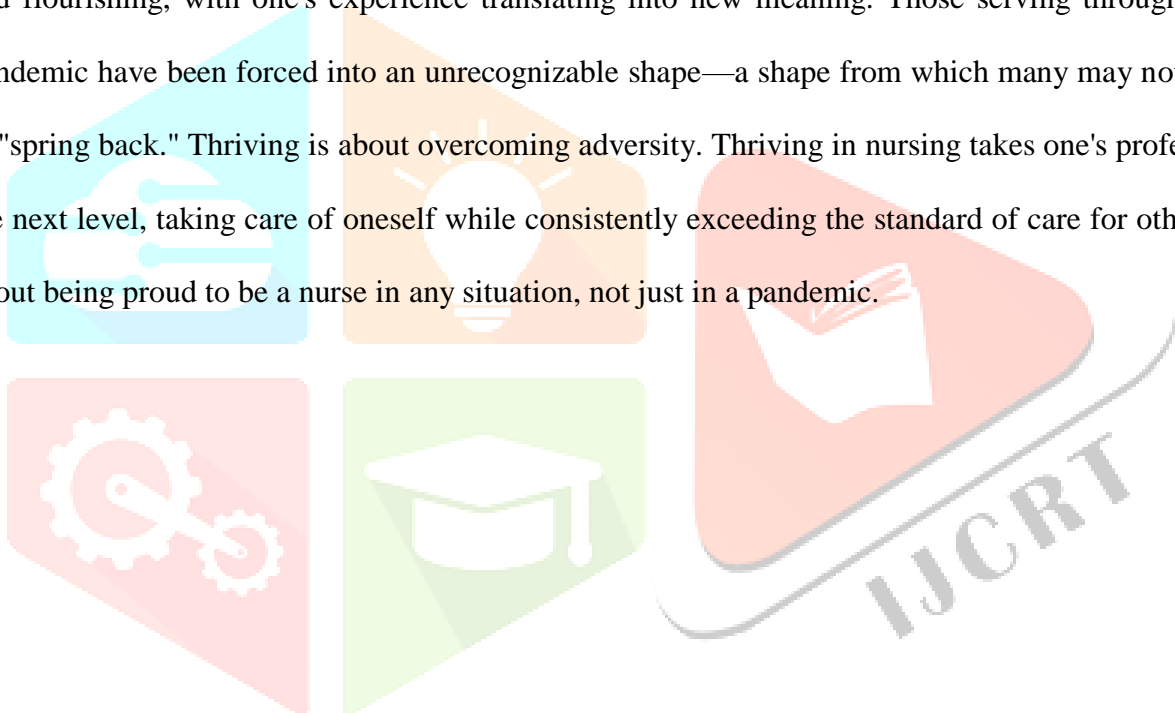 flourishing, with one's experience translating into new meaning. Those serving through
ndemic have been forced into an unrecognizable shape—a shape from which many may no
"spring back." Thriving is about overcoming adversity. Thriving in nursing takes one's profe
next level, taking care of oneself while consistently exceeding the standard of care for oth
out being proud to be a nurse in any situation, not just in a pandemic.
IJCRT